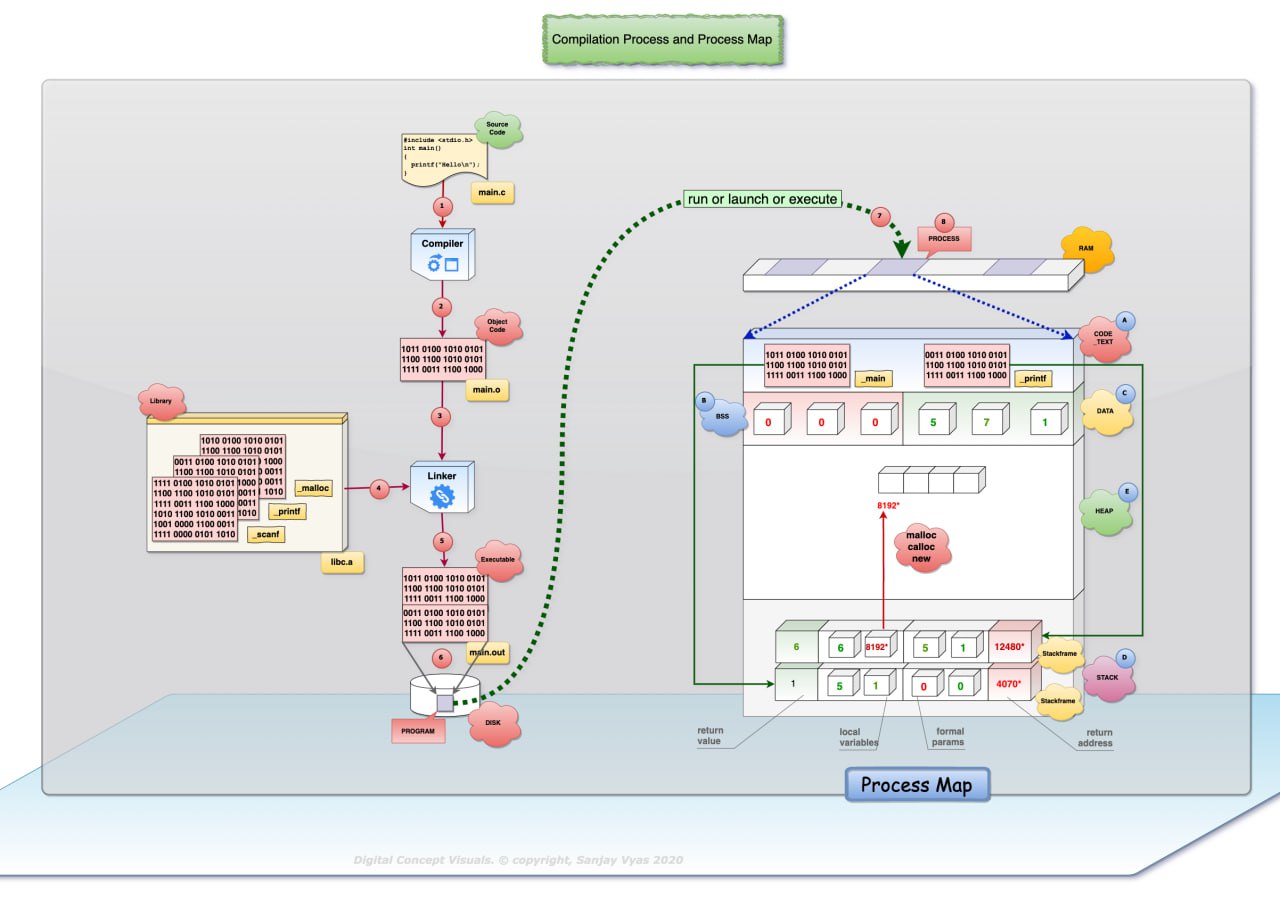 Compilation Process and Process Map
Source
Code
#include <stdio.h>
int main()
{
printf("Hello\n");
}
main.c
1
Compiler
2
Object
Code
1011 0100 1010 0101
1100 1100 1010 0101
1111 0011 1100 1000
main.o
3
Library
1010 0100 1010 0101
1100 1100 1010 0101
0011 0100 1010 0101
1100 1100 1010 0101
1111 0100 1010 0101
1100 1100 1010 0101
1111 0011 1100 1000
1010 1100 1010 0011
1001 0000 1100 0011
1111 0000 0101 1010
_malloc
_printf
_scanf
libc.a
4
Linker
5
Executable
1011 0100 1010 0101
1100 1100 1010 0101
1111 0011 1100 1000
0011 0100 1010 0101
1100 1100 1010 0101
1111 0011 1100 1000
main.out
6
PROGRAM
DISK
run or launch or execute
7
8
PROCESS
RAM
A
CODE
_TEXT
1011 0100 1010 0101
1100 1100 1010 0101
1111 0011 1100 1000
_main
0011 0100 1010 0101
1100 1100 1010 0101
1111 0011 1100 1000
_printf
B
BSS
0 0 0 5 7 1
C
DATA
8192*
malloc
calloc
new
E
HEAP
6 6 8192* 5 1 12480*
Stackframe
1 5 1 0 0 4070*
Stackframe
D
STACK
return
value
local
variables
formal
params
return
address
Process Map
Digital Concept Visuals. © copyright, Sanjay Vyas 2020